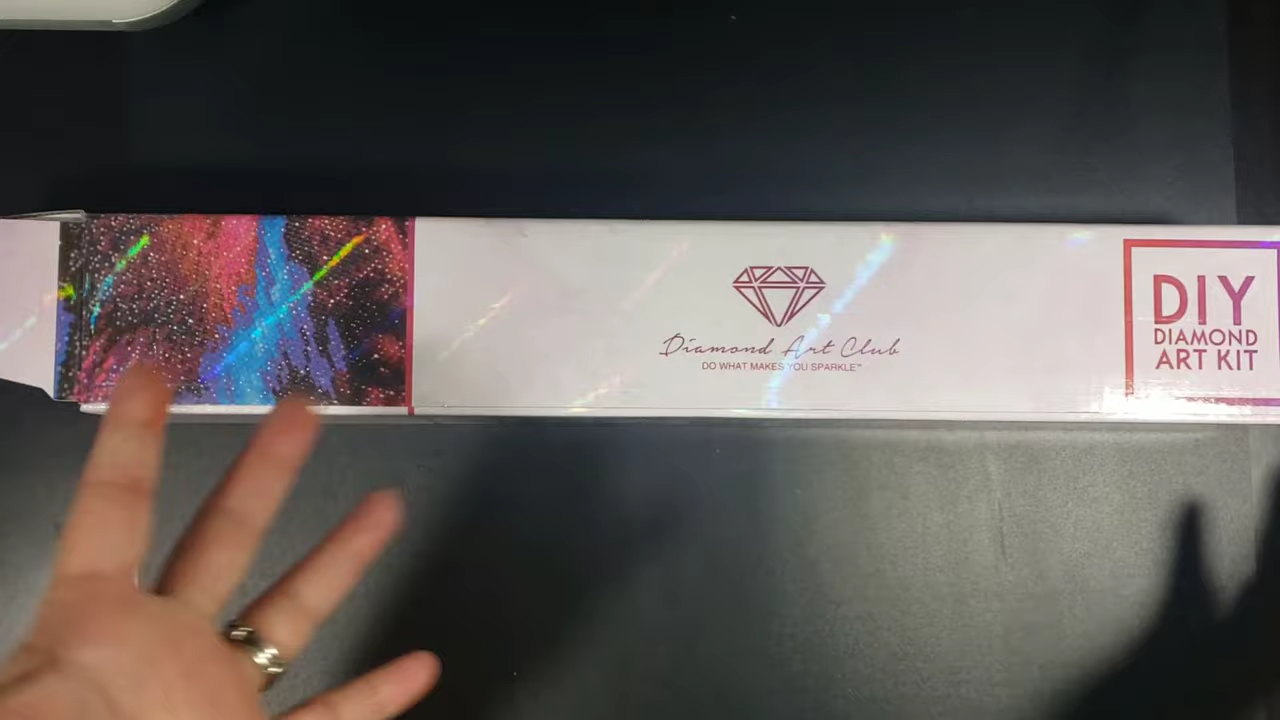 Diamond Art Club
DO WHAT MAKES YOU SPARKLE™
DIY
DIAMOND
ART KIT